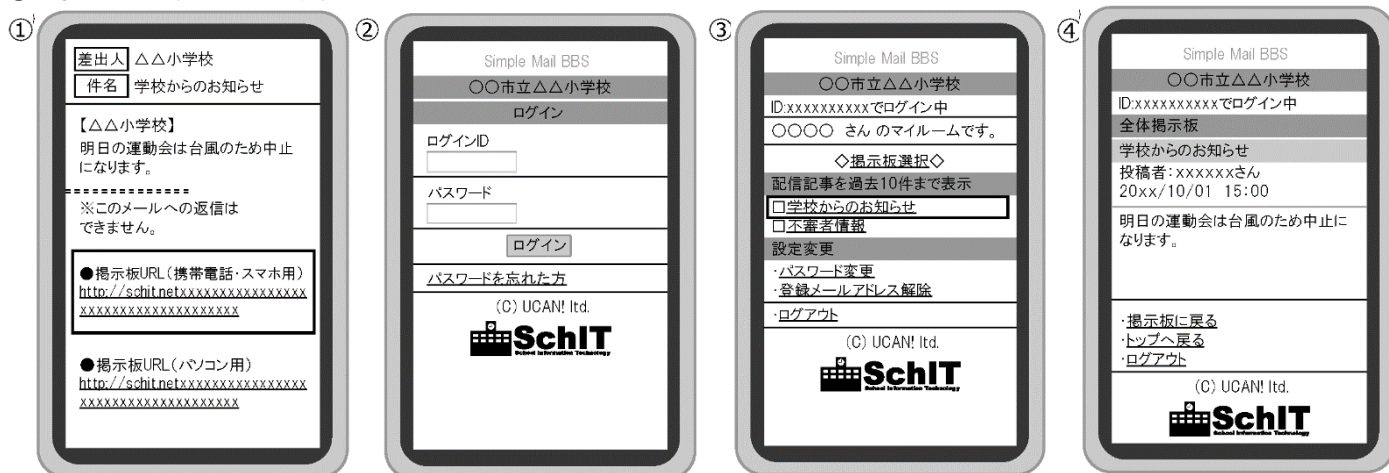 ①
差出人 △△小学校
件名 学校からのお知らせ
【△△小学校】
明日の運動会は台風のため中止
になります。
※このメールへの返信は
できません。
●掲示板URL(携帯電話・スマホ用)
http://schit.netxxxxxxxxxxxxxxxx
xxxxxxxxxxxxxxxxxxxx
●掲示板URL(パソコン用)
http://schit.netxxxxxxxxxxxxxxxx
xxxxxxxxxxxxxxxxxxxx
②
Simple Mail BBS
○○市立△△小学校
ログイン
ログインID
パスワード
ログイン
パスワードを忘れた方
(C) UCAN! ltd.
SchIT
School Information Technology
③
Simple Mail BBS
○○市立△△小学校
ID:xxxxxxxxxxでログイン中
○○○○ さん のマイルームです。
◇掲示板選択◇
配信記事を過去10件まで表示
□学校からのお知らせ
□不審者情報
設定変更
・パスワード変更
・登録メールアドレス解除
・ログアウト
(C) UCAN! ltd.
SchIT
School Information Technology
④
Simple Mail BBS
○○市立△△小学校
ID:xxxxxxxxxxでログイン中
全体掲示板
学校からのお知らせ
投稿者:xxxxxxさん
20xx/10/01 15:00
明日の運動会は台風のため中止に
なります。
・掲示板に戻る
・トップへ戻る
・ログアウト
(C) UCAN! ltd.
SchIT
School Information Technology